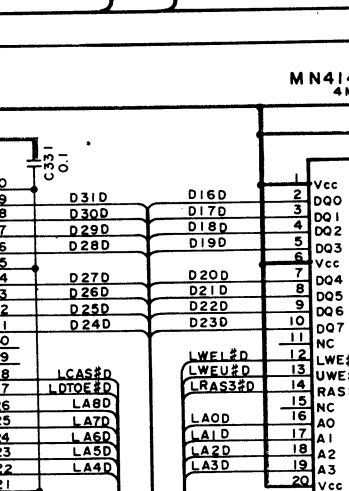 MN414
4M
C331
0.1
1 Vcc
D31D D16D 2 DQ0
D30D D17D 3 DQ1
D29D D18D 4 DQ2
D28D D19D 5 DQ3
6 Vcc
D27D D20D 7 DQ4
D26D D21D 8 DQ5
D25D D22D 9 DQ6
D24D D23D 10 DQ7
11 NC
LWEL#D 12 LWE#
LCAS#D LWEU#D 13 UWE
LDTOE#D LRAS3#D 14 RAS
LA8D 15 NC
LA7D LA0D 16 A0
LA6D LA1D 17 A1
LA5D LA2D 18 A2
LA4D LA3D 19 A3
20 Vcc